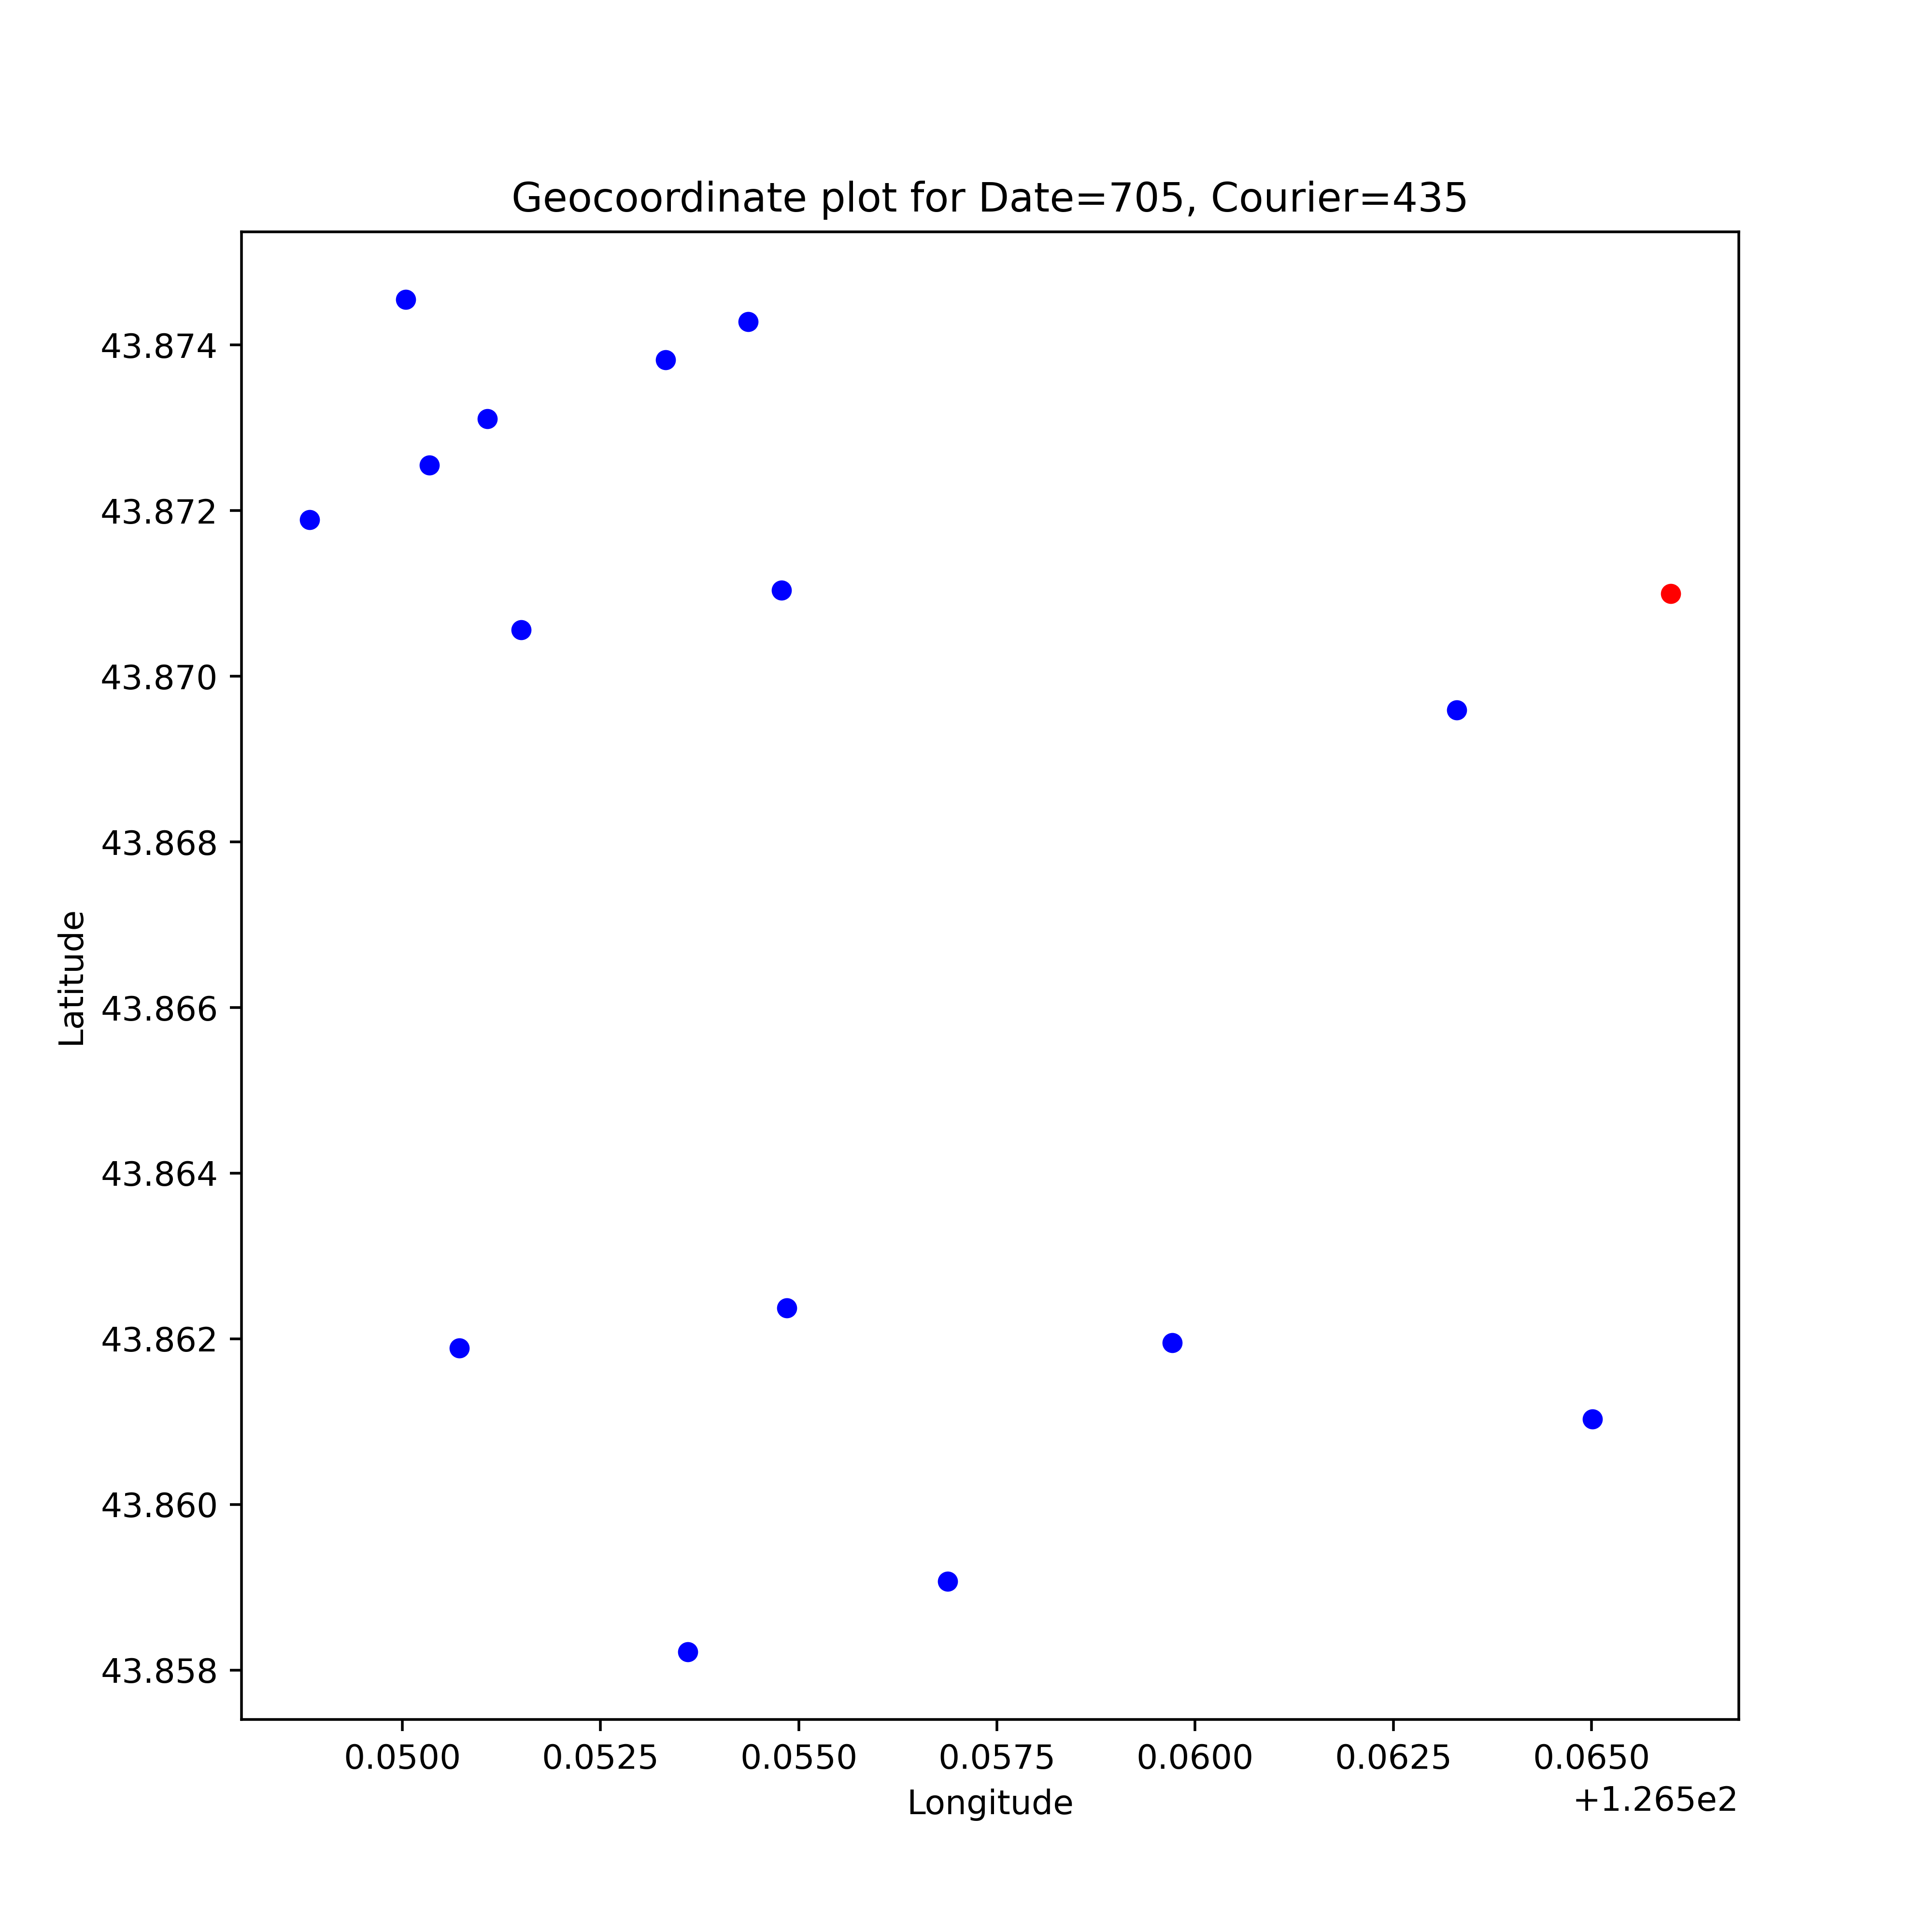 Geocoordinate plot for Date=705, Courier=435
43.874
43.872
43.870
43.868
43.866
43.864
43.862
43.860
43.858
Latitude
0.0500 0.0525 0.0550 0.0575 0.0600 0.0625 0.0650
Longitude
+1.265e2